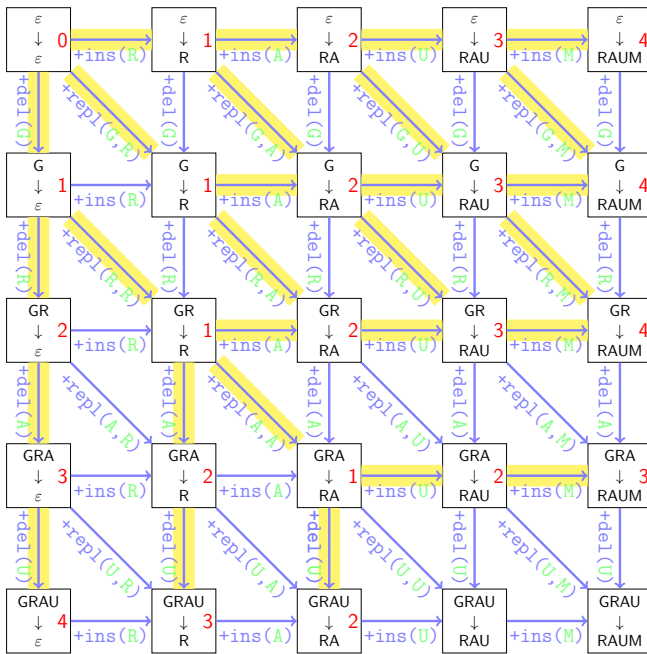 ε ε ε ε ε
↓ 0 ↓ 1 ↓ 2 ↓ 3 ↓ 4
ε +ins(R) R +ins(A) RA +ins(U) RAU +ins(M) RAUM
+del(G) +repl(G,R) +del(G) +repl(G,A) +del(G) +repl(G,U) +del(G) +repl(G,M) +del(G)
G G G G G
↓ 1 ↓ 1 ↓ 2 ↓ 3 ↓ 4
ε +ins(R) R +ins(A) RA +ins(U) RAU +ins(M) RAUM
+del(R) +repl(R,R) +del(R) +repl(R,A) +del(R) +repl(R,U) +del(R) +repl(R,M) +del(R)
GR GR GR GR GR
↓ 2 ↓ 1 ↓ 2 ↓ 3 ↓ 4
ε +ins(R) R +ins(A) RA +ins(U) RAU +ins(M) RAUM
+del(A) +repl(A,R) +del(A) +repl(A,A) +del(A) +repl(A,U) +del(A) +repl(A,M) +del(A)
GRA GRA GRA GRA GRA
↓ 3 ↓ 2 ↓ 1 ↓ 2 ↓ 3
ε +ins(R) R +ins(A) RA +ins(U) RAU +ins(M) RAUM
+del(U) +repl(U,R) +del(U) +repl(U,A) +del(U) +repl(U,U) +del(U) +repl(U,M) +del(U)
GRAU GRAU GRAU GRAU GRAU
↓ 4 ↓ 3 ↓ 2 ↓ ↓
ε +ins(R) R +ins(A) RA +ins(U) RAU +ins(M) RAUM